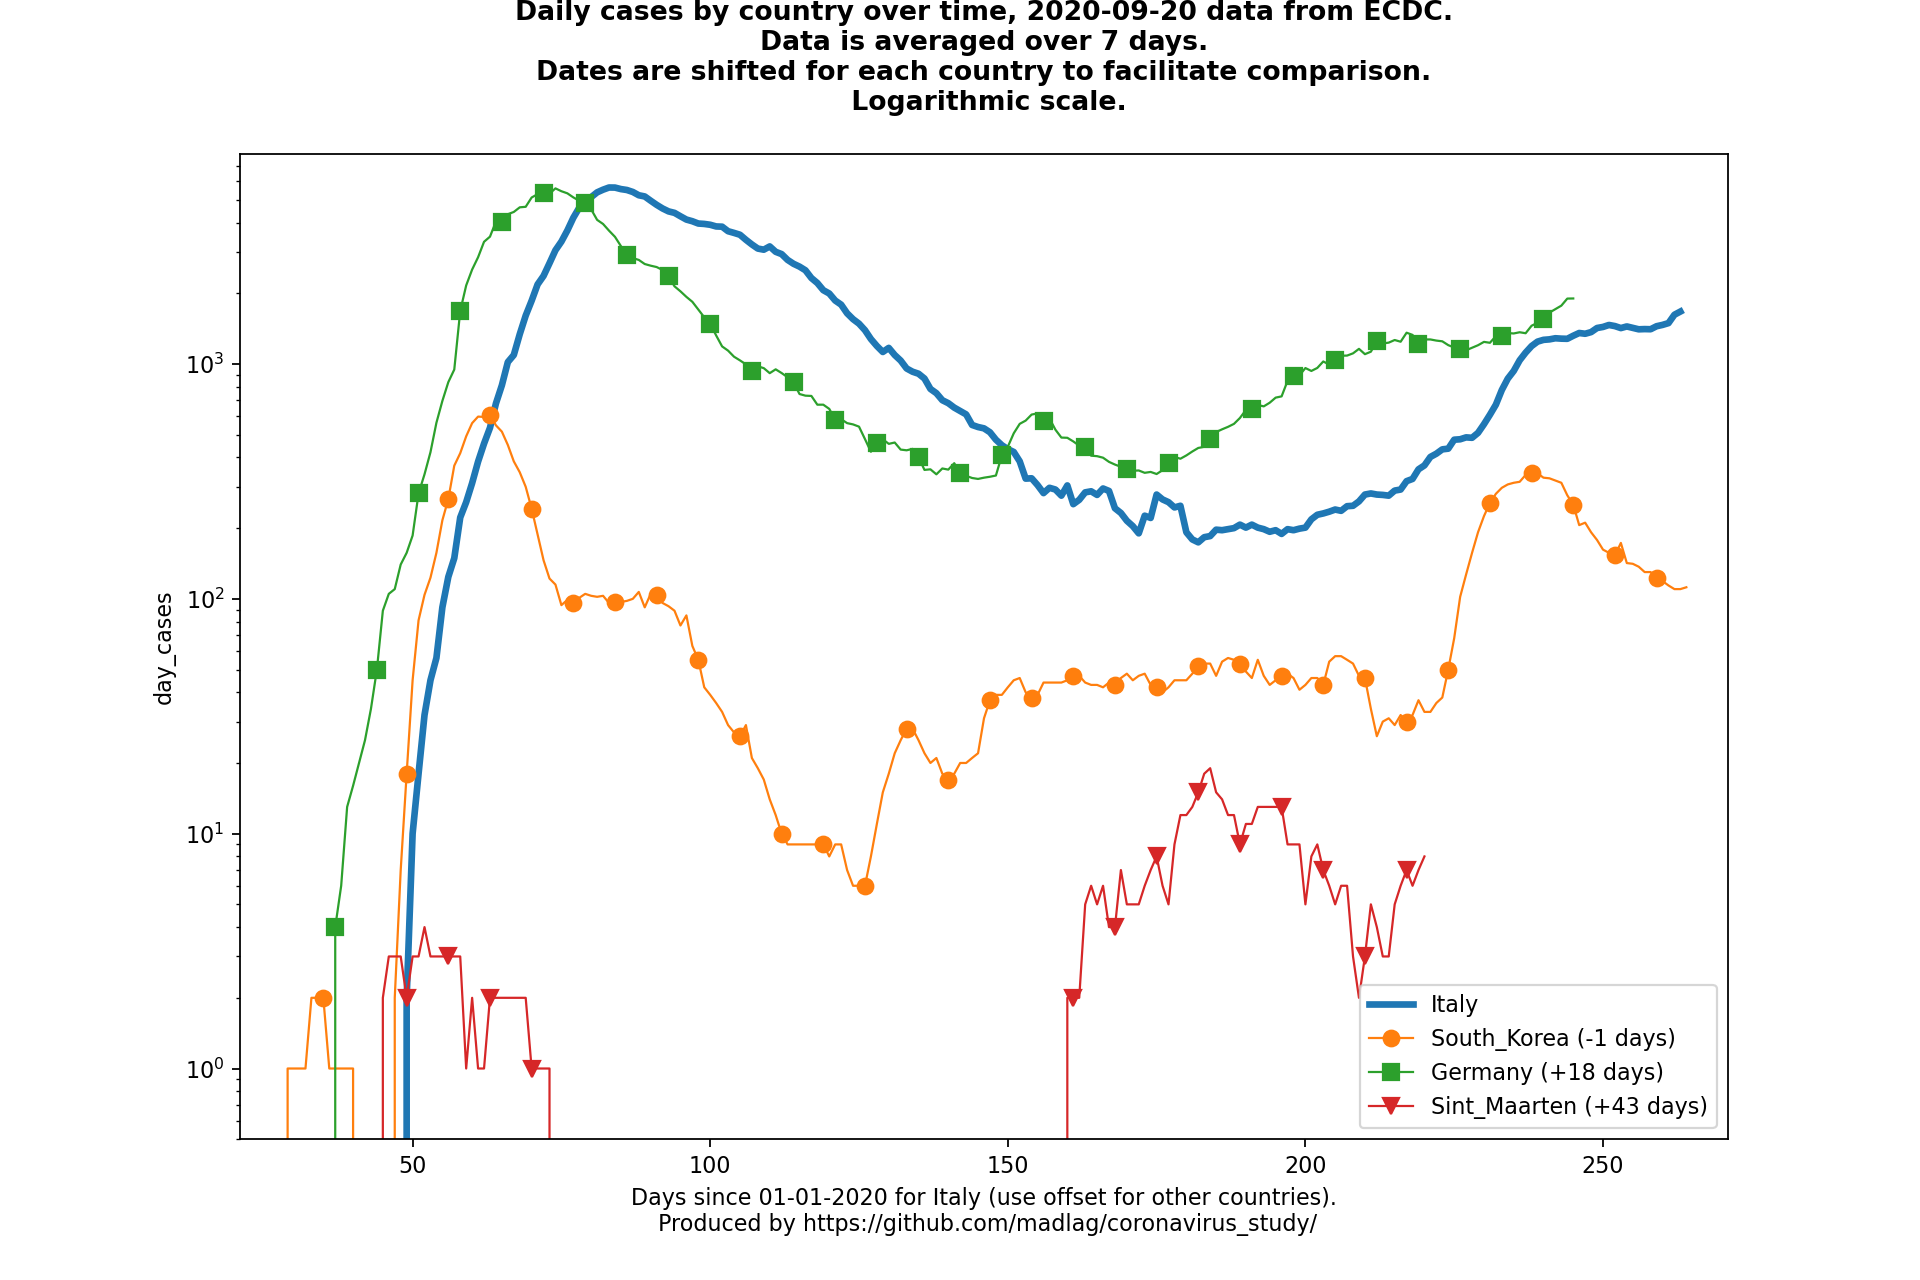 Daily cases by country over time, 2020-09-20 data from ECDC.
Data is averaged over 7 days.
Dates are shifted for each country to facilitate comparison.
Logarithmic scale.
day_cases
10³
10²
10¹
10⁰
Italy
South_Korea (-1 days)
Germany (+18 days)
Sint_Maarten (+43 days)
50 100 150 200 250
Days since 01-01-2020 for Italy (use offset for other countries).
Produced by https://github.com/madlag/coronavirus_study/